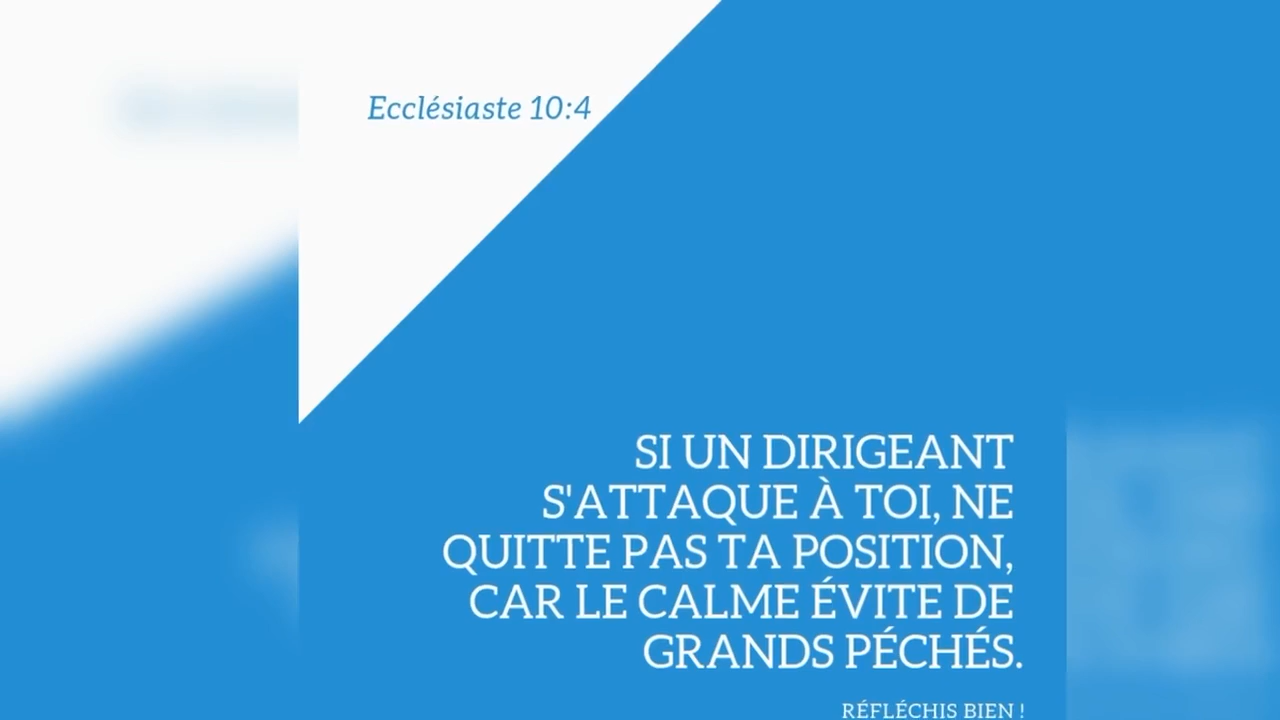 Ecclésiaste 10:4
SI UN DIRIGEANT
S'ATTAQUE À TOI, NE
QUITTE PAS TA POSITION,
CAR LE CALME ÉVITE DE
GRANDS PÉCHÉS.
RÉFLÉCHIS BIEN !